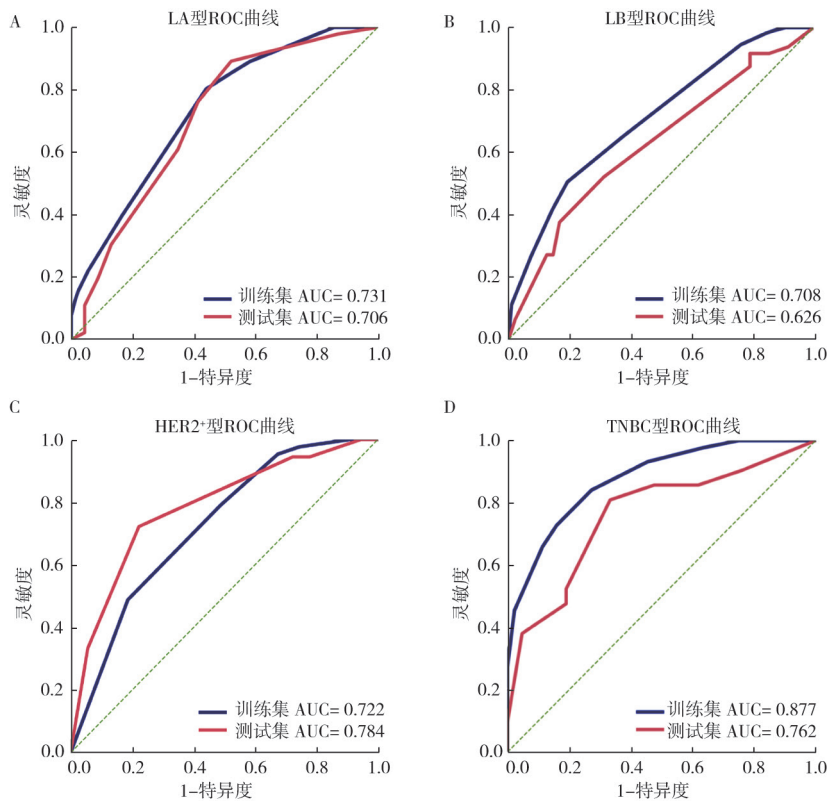 A
LA型ROC曲线
1.0
0.8
0.6
0.4
0.2
0.0
灵敏度
训练集 AUC= 0.731
测试集 AUC= 0.706
0.0 0.2 0.4 0.6 0.8 1.0
1-特异度
B
LB型ROC曲线
1.0
0.8
0.6
0.4
0.2
0.0
灵敏度
训练集 AUC= 0.708
测试集 AUC= 0.626
0.0 0.2 0.4 0.6 0.8 1.0
1-特异度
C
HER2⁺型ROC曲线
1.0
0.8
0.6
0.4
0.2
0.0
灵敏度
训练集 AUC= 0.722
测试集 AUC= 0.784
0.0 0.2 0.4 0.6 0.8 1.0
1-特异度
D
TNBC型ROC曲线
1.0
0.8
0.6
0.4
0.2
0.0
灵敏度
训练集 AUC= 0.877
测试集 AUC= 0.762
0.0 0.2 0.4 0.6 0.8 1.0
1-特异度